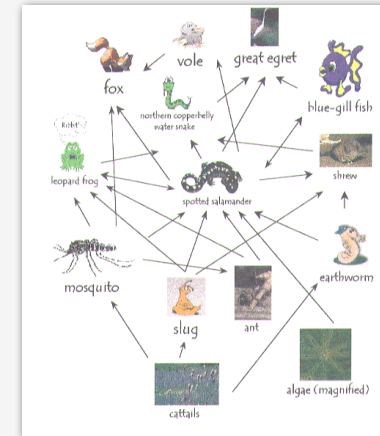 vole
great egret
fox
blue-gill fish
northern copperbelly
water snake
Ribit!
leopard frog
spotted salamander
shrew
mosquito
earthworm
slug
ant
algae (magnified)
cattails